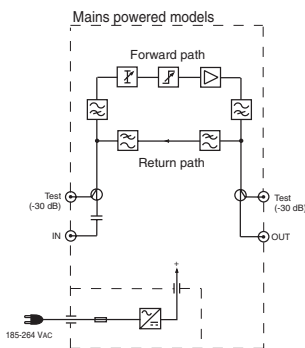 Mains powered models
Forward path
Return path
Test
(-30 dB)
Test
(-30 dB)
IN
OUT
+
185-264 VAC